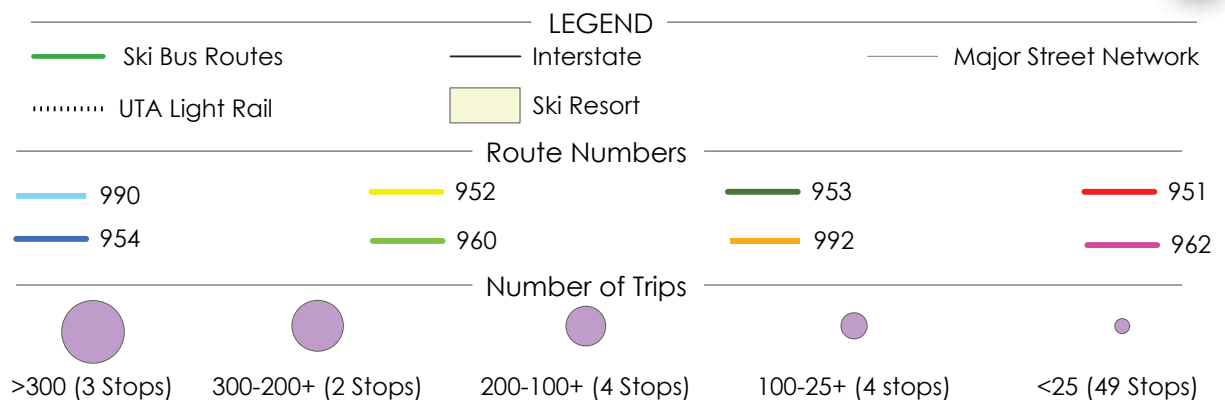 LEGEND
Ski Bus Routes Interstate Major Street Network
UTA Light Rail Ski Resort
Route Numbers
990 952 953 951
954 960 992 962
Number of Trips
>300 (3 Stops) 300-200+ (2 Stops) 200-100+ (4 Stops) 100-25+ (4 stops) <25 (49 Stops)